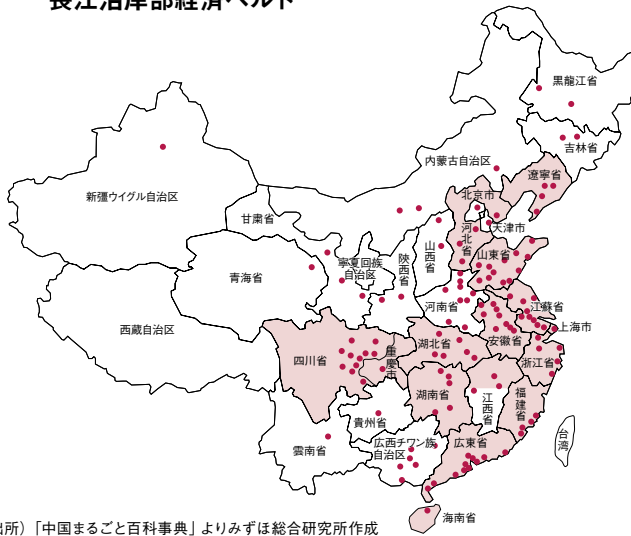 長江沿岸部経済ベルト
黒龍江省
吉林省
内蒙古自治区
遼寧省
新疆ウイグル自治区
北京市
甘粛省
天津市
河北省
山西省
山東省
陝西省
寧夏回族
自治区
青海省
河南省
江蘇省
西蔵自治区
上海市
湖北省
安徽省
四川省
重慶市
浙江省
湖南省
江西省
福建省
貴州省
広西チワン族
自治区
広東省
雲南省
台湾
海南省
所）「中国まるごと百科事典」よりみずほ総合研究所作成